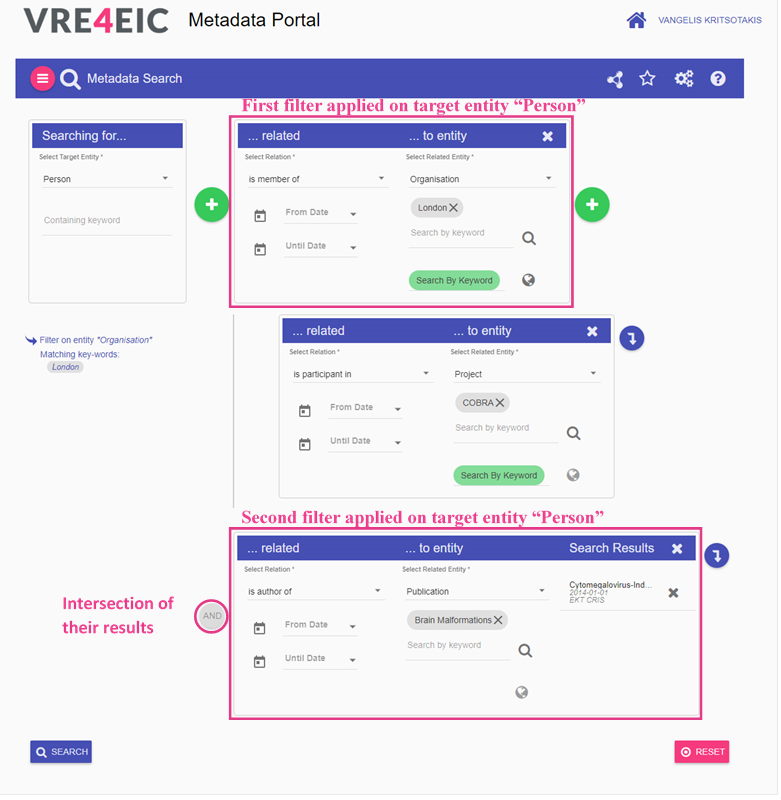 VRE4EIC Metadata Portal
VANGELIS KRITSOTAKIS
Metadata Search
First filter applied on target entity “Person”
Searching for...
Select Target Entity *
Person
Containing keyword
... related ... to entity
Select Relation * Select Related Entity *
is member of Organisation
London
From Date
Search by keyword
Until Date
Search By Keyword
Filter on entity "Organisation"
Matching key-words:
London
... related ... to entity
Select Relation * Select Related Entity *
is participant in Project
COBRA
From Date
Search by keyword
Until Date
Search By Keyword
Second filter applied on target entity “Person”
... related ... to entity Search Results
Select Relation * Select Related Entity *
is author of Publication
Cytomegalovirus-Ind...
2014-01-01
EKT CRIS
Intersection of
their results
AND
Brain Malformations
From Date
Search by keyword
Until Date
SEARCH
RESET